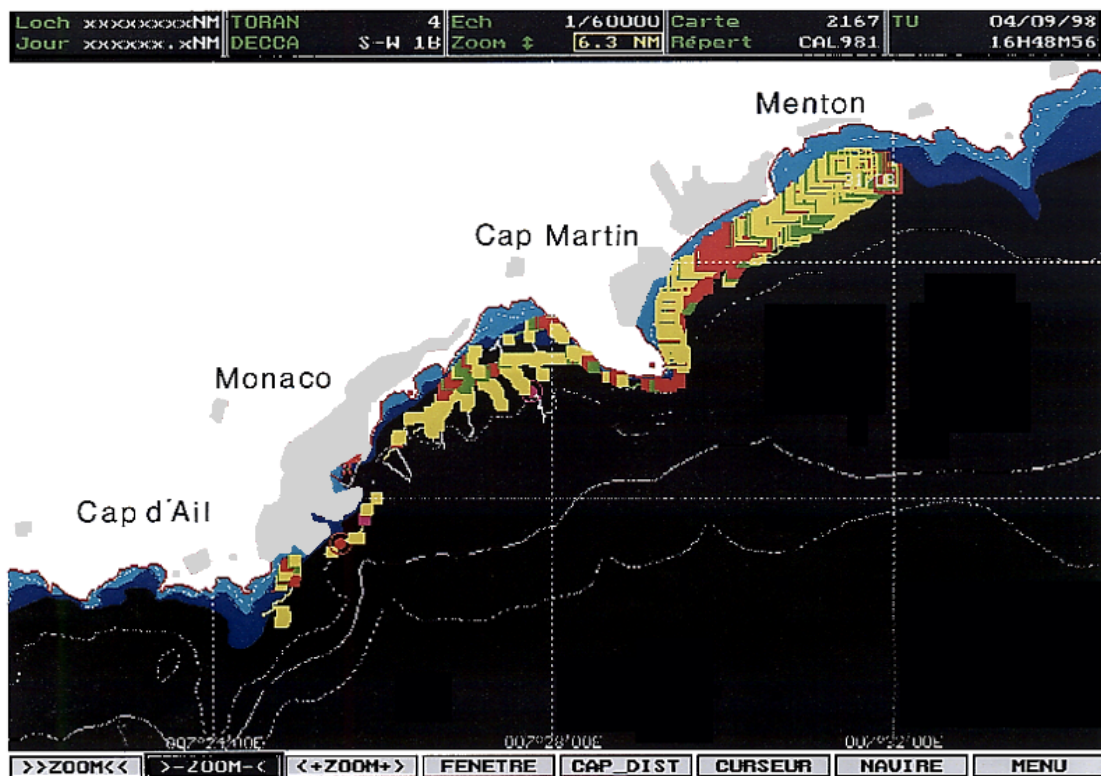 Loch xxxxxxxxNM TORAN 4 Ech 1/60000 Carte 2167 TU 04/09/98
Jour xxxxxx.xNM DECCA S-W 1B Zoom ⇕ 6.3 NM Répert CAL981 16H48M56
Menton
Cap Martin
Monaco
Cap d'Ail
007°24'00E 007°28'00E 007°32'00E
>>ZOOM<< >-ZOOM-< <+ZOOM+> FENETRE CAP_DIST CURSEUR NAVIRE MENU